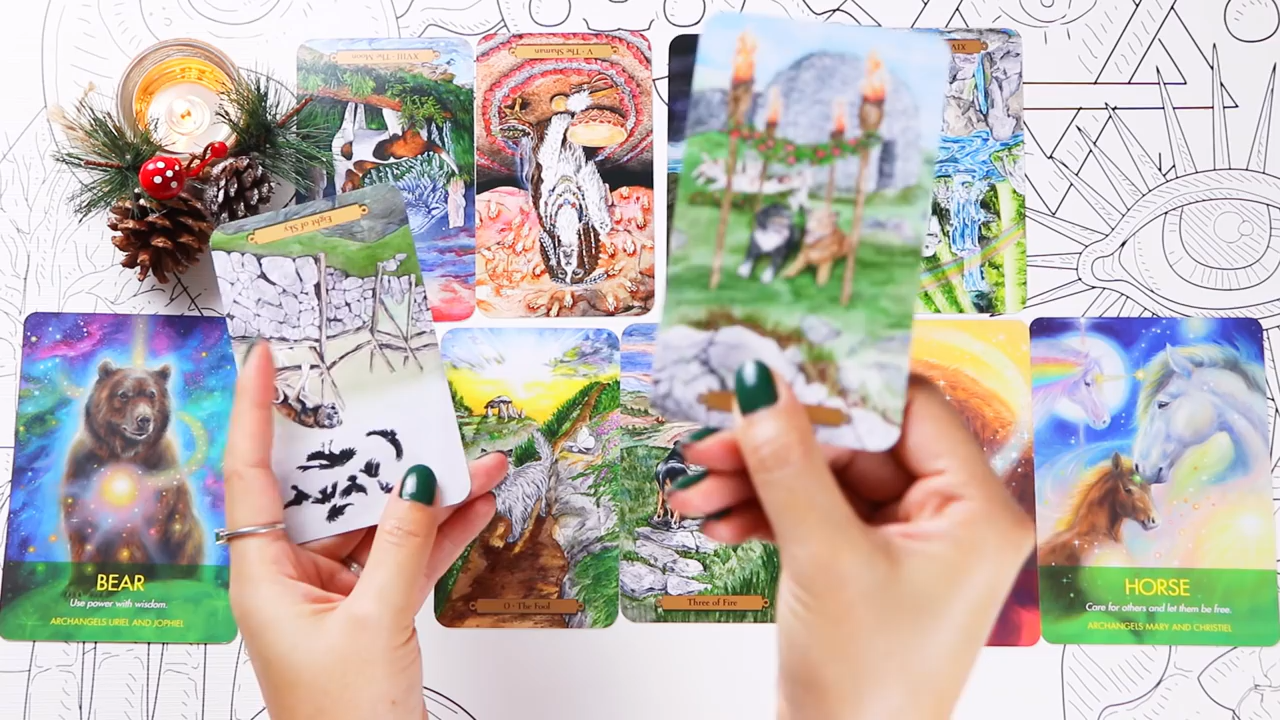 XVIII · The Moon
V · The Shaman
XIV
Eight of Sky
0 · The Fool
Three of Fire
BEAR
Use power with wisdom.
ARCHANGELS URIEL AND JOPHIEL
HORSE
Care for others and let them be free.
ARCHANGELS MARY AND CHRISTIEL